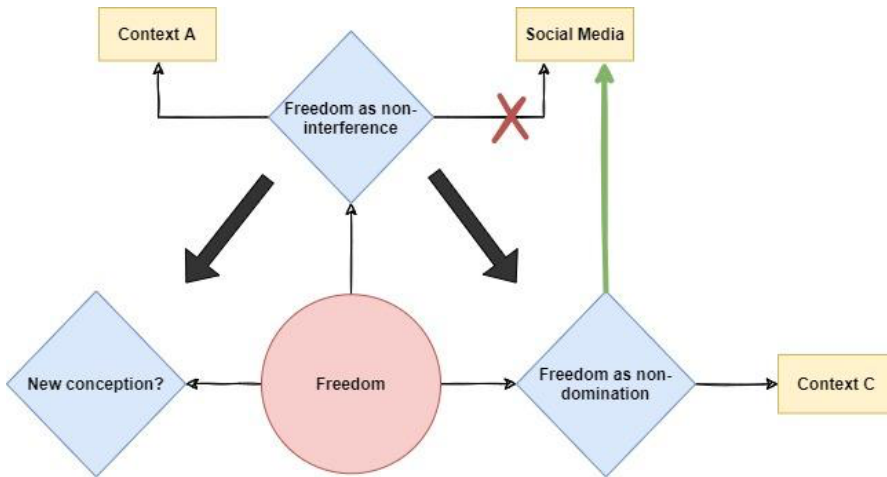 Context A
Social Media
Freedom as non-
interference
New conception?
Freedom
Freedom as non-
domination
Context C